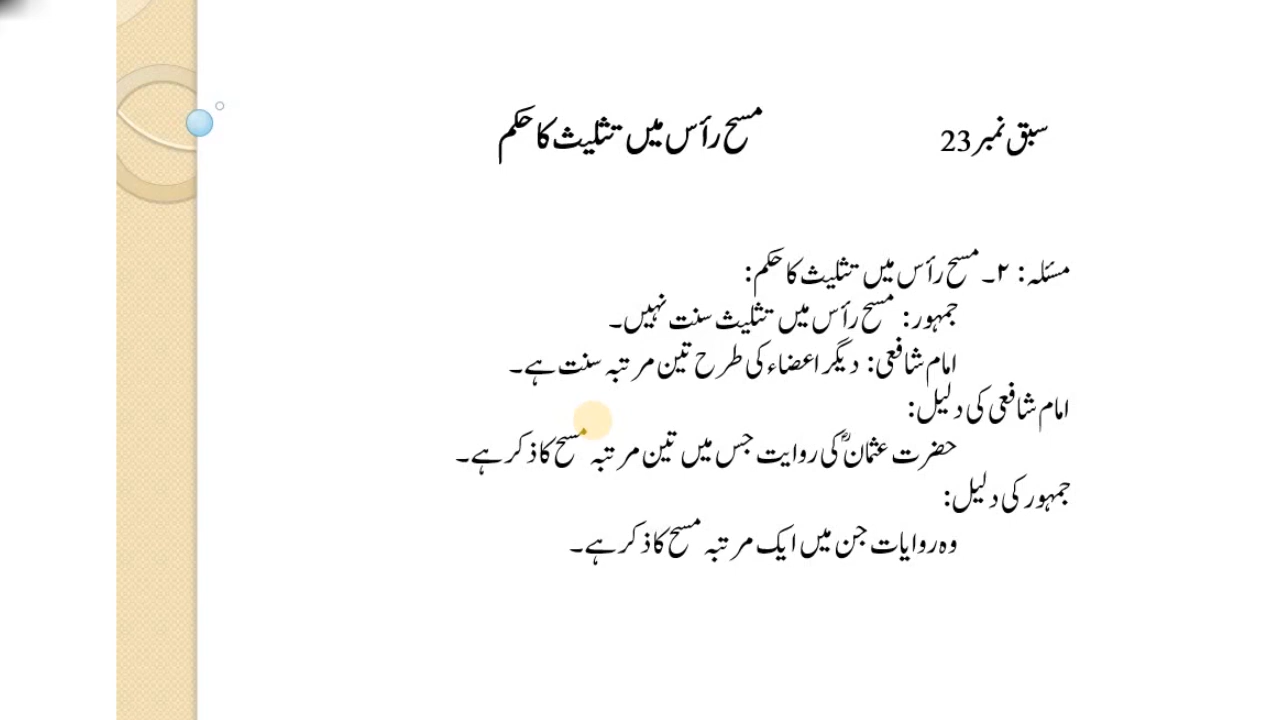 سبق نمبر 23 مسح رأس میں تثلیث کا حکم
مسئلہ: ۲۔ مسح رأس میں تثلیث کا حکم:
جمہور: مسح رأس میں تثلیث سنت نہیں۔
امام شافعی: دیگر اعضاء کی طرح تین مرتبہ سنت ہے۔
امام شافعی کی دلیل:
حضرت عثمانؓ کی روایت جس میں تین مرتبہ مسح کا ذکر ہے۔
جمہور کی دلیل:
وہ روایات جن میں ایک مرتبہ مسح کا ذکر ہے۔